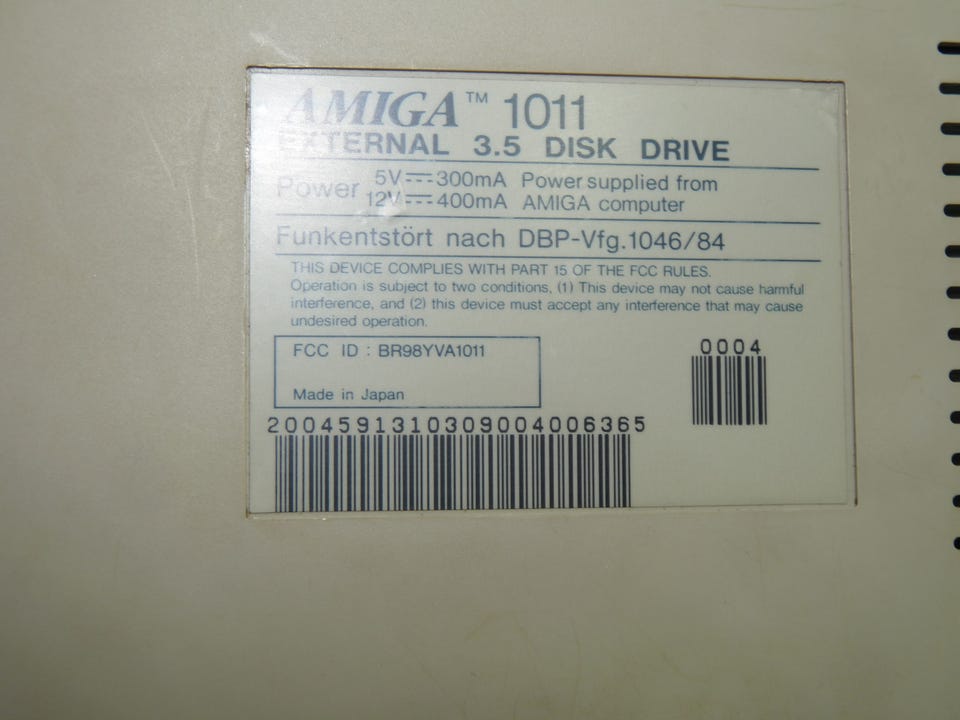 AMIGA™ 1011
EXTERNAL 3.5 DISK DRIVE
Power 5V⎓300mA Power supplied from
12V⎓400mA AMIGA computer
Funkentstört nach DBP-Vfg.1046/84
THIS DEVICE COMPLIES WITH PART 15 OF THE FCC RULES.
Operation is subject to two conditions, (1) This device may not cause harmful
interference, and (2) this device must accept any interference that may cause
undesired operation.
FCC ID : BR98YVA1011
Made in Japan
0004
2004591310309004006365